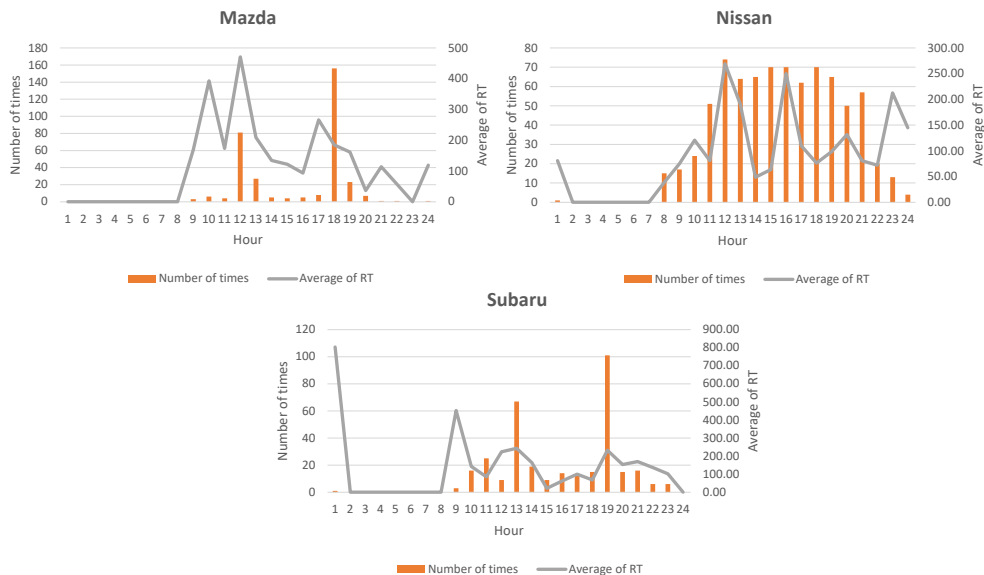 Mazda
Number of times
180
160
140
120
100
80
60
40
20
0
500
400
300
200
100
0
Average of RT
1 2 3 4 5 6 7 8 9 10 11 12 13 14 15 16 17 18 19 20 21 22 23 24
Hour
Number of times Average of RT
Nissan
Number of times
80
70
60
50
40
30
20
10
0
300.00
250.00
200.00
150.00
100.00
50.00
0.00
Average of RT
1 2 3 4 5 6 7 8 9 10 11 12 13 14 15 16 17 18 19 20 21 22 23 24
Hour
Number of times Average of RT
Subaru
Number of times
120
100
80
60
40
20
0
900.00
800.00
700.00
600.00
500.00
400.00
300.00
200.00
100.00
0.00
Average of RT
1 2 3 4 5 6 7 8 9 10 11 12 13 14 15 16 17 18 19 20 21 22 23 24
Hour
Number of times Average of RT